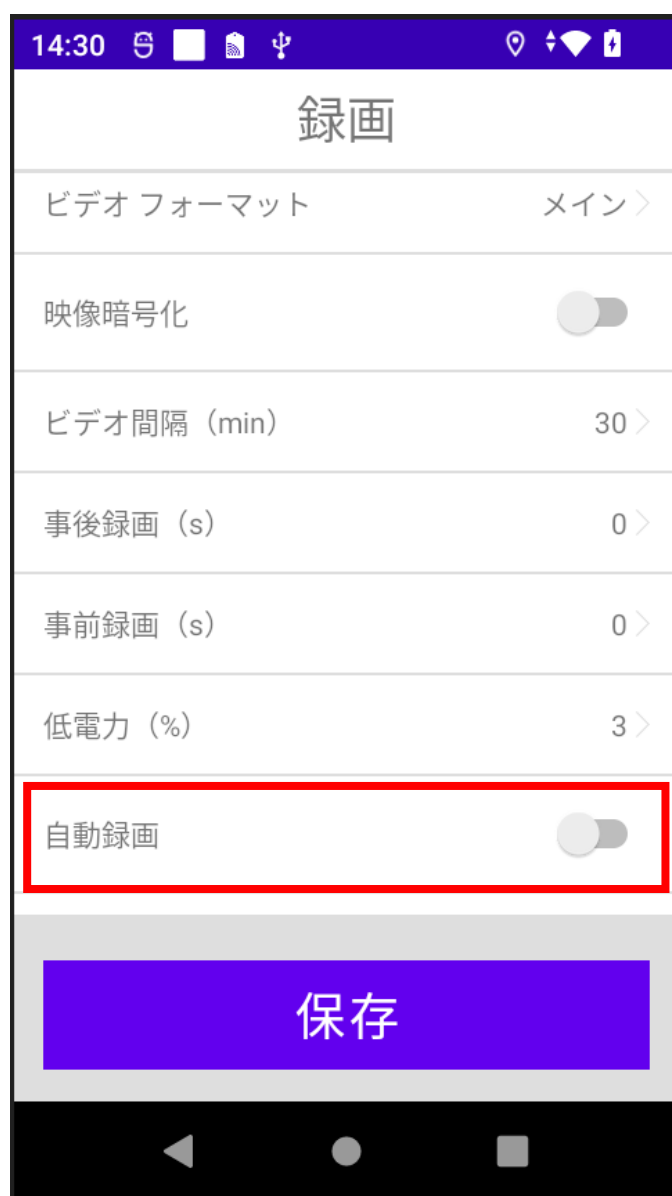 14:30
録画
ビデオ フォーマット メイン
映像暗号化
ビデオ間隔（min） 30
事後録画（s） 0
事前録画（s） 0
低電力（%） 3
自動録画
保存